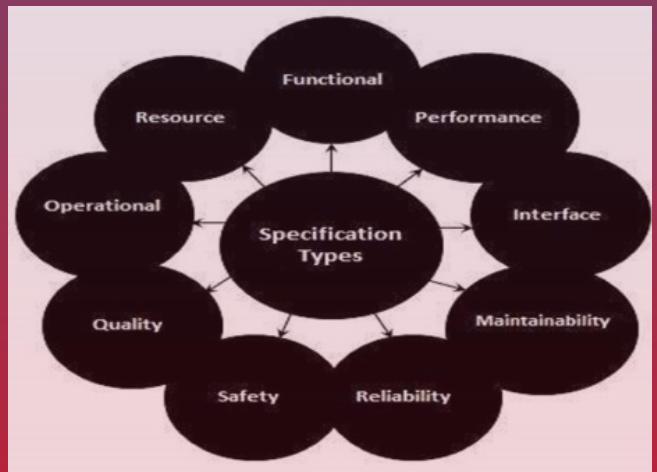 Functional
Resource
Performance
Operational
Specification
Types
Interface
Quality
Maintainability
Safety
Reliability